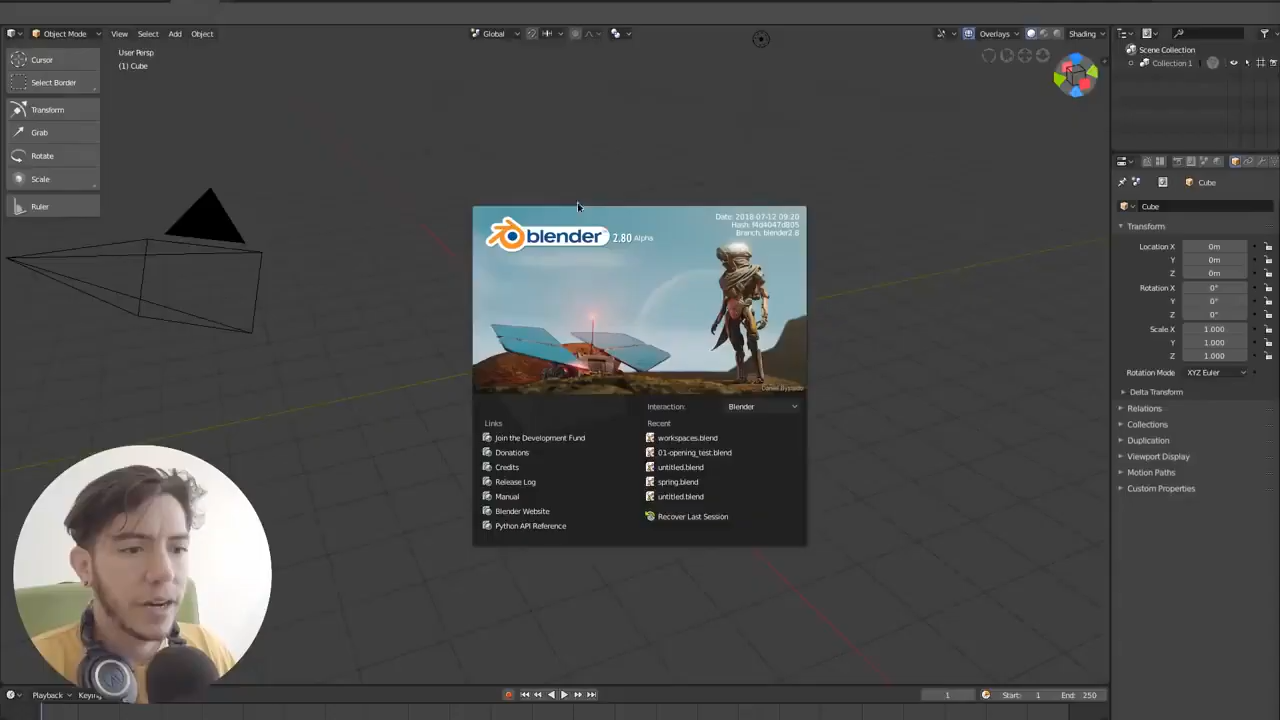 Object Mode
View
Select
Add
Object
Global
Overlays
Shading
User Persp
(1) Cube
Cursor
Select Border
Transform
Grab
Rotate
Scale
Ruler
blender
2.80 Alpha
Date: 2018-07-12 09:20
Hash: f4d4047d805
Branch: blender2.8
Interaction:
Blender
Links
Join the Development Fund
Donations
Credits
Release Log
Manual
Blender Website
Python API Reference
Recent
workspaces.blend
01-opening_test.blend
untitled.blend
spring.blend
untitled.blend
Recover Last Session
Scene Collection
Collection 1
Cube
Cube
Transform
Location X
0m
Y
0m
Z
0m
Rotation X
0°
Y
0°
Z
0°
Scale X
1.000
Y
1.000
Z
1.000
Rotation Mode
XYZ Euler
Delta Transform
Relations
Collections
Duplication
Viewport Display
Motion Paths
Custom Properties
Playback
Keying
1
Start:
1
End:
250